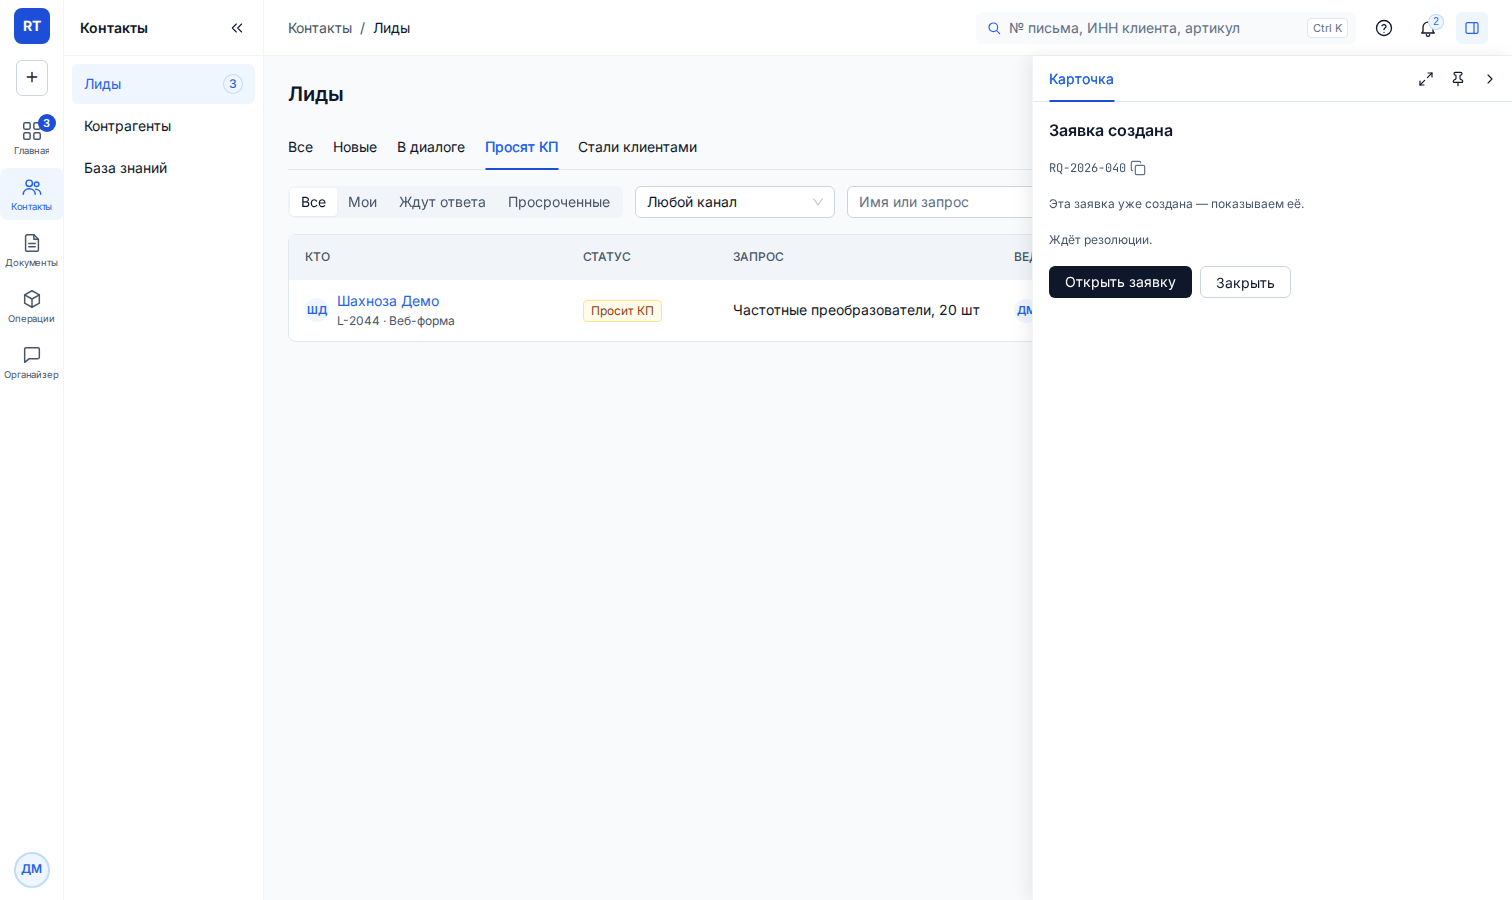 RT
Контакты
Контакты / Лиды
№ письма, ИНН клиента, артикул
Ctrl K
2
Лиды 3
Контрагенты
База знаний
3
Главная
Контакты
Документы
Операции
Органайзер
ДМ
Лиды
Все Новые В диалоге Просят КП Стали клиентами
Все Мои Ждут ответа Просроченные
Любой канал
Имя или запрос
КТО СТАТУС ЗАПРОС
ШД Шахноза Демо
L-2044 · Веб-форма
Просит КП
Частотные преобразователи, 20 шт
Карточка
Заявка создана
RQ-2026-040
Эта заявка уже создана — показываем её.
Ждёт резолюции.
Открыть заявку Закрыть